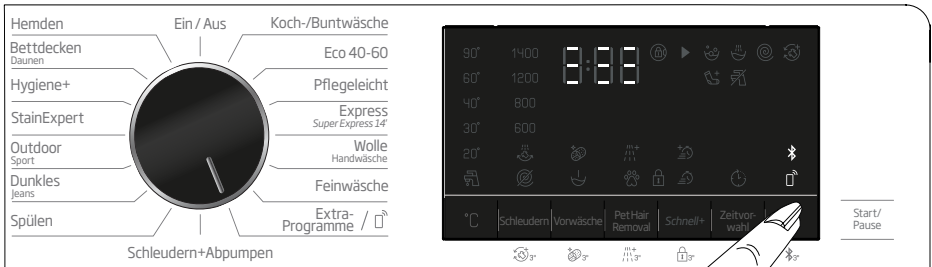 Hemden
Ein / Aus
Koch-/Buntwäsche
Bettdecken
Daunen
Eco 40-60
Hygiene+
Pflegeleicht
StainExpert
Express
Super Express 14'
Outdoor
Sport
Wolle
Handwäsche
Dunkles
Jeans
Feinwäsche
Spülen
Extra-
Programme /
Schleudern+Abpumpen
90° 1400
60° 1200
40° 800
30° 600
20°
°C
Schleudern
Vorwäsche
PetHair
Removal
Schnell+
Zeitvor-
wahl
Start/
Pause
3" 3" 3" 3" 3"